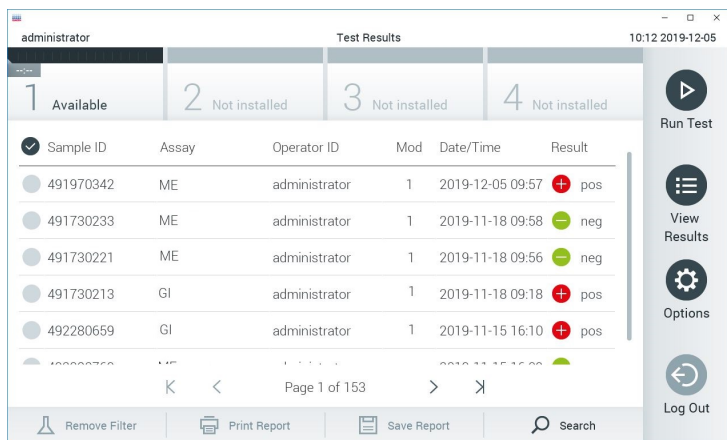 administrator Test Results 10:12 2019-12-05
--:--
1 Available 2 Not installed 3 Not installed 4 Not installed
Run Test
Sample ID Assay Operator ID Mod Date/Time Result
491970342 ME administrator 1 2019-12-05 09:57 pos
491730233 ME administrator 1 2019-11-18 09:58 neg
491730221 ME administrator 1 2019-11-18 09:56 neg
491730213 GI administrator 1 2019-11-18 09:18 pos
492280659 GI administrator 1 2019-11-15 16:10 pos
View
Results
Options
Page 1 of 153
Log Out
Remove Filter Print Report Save Report Search